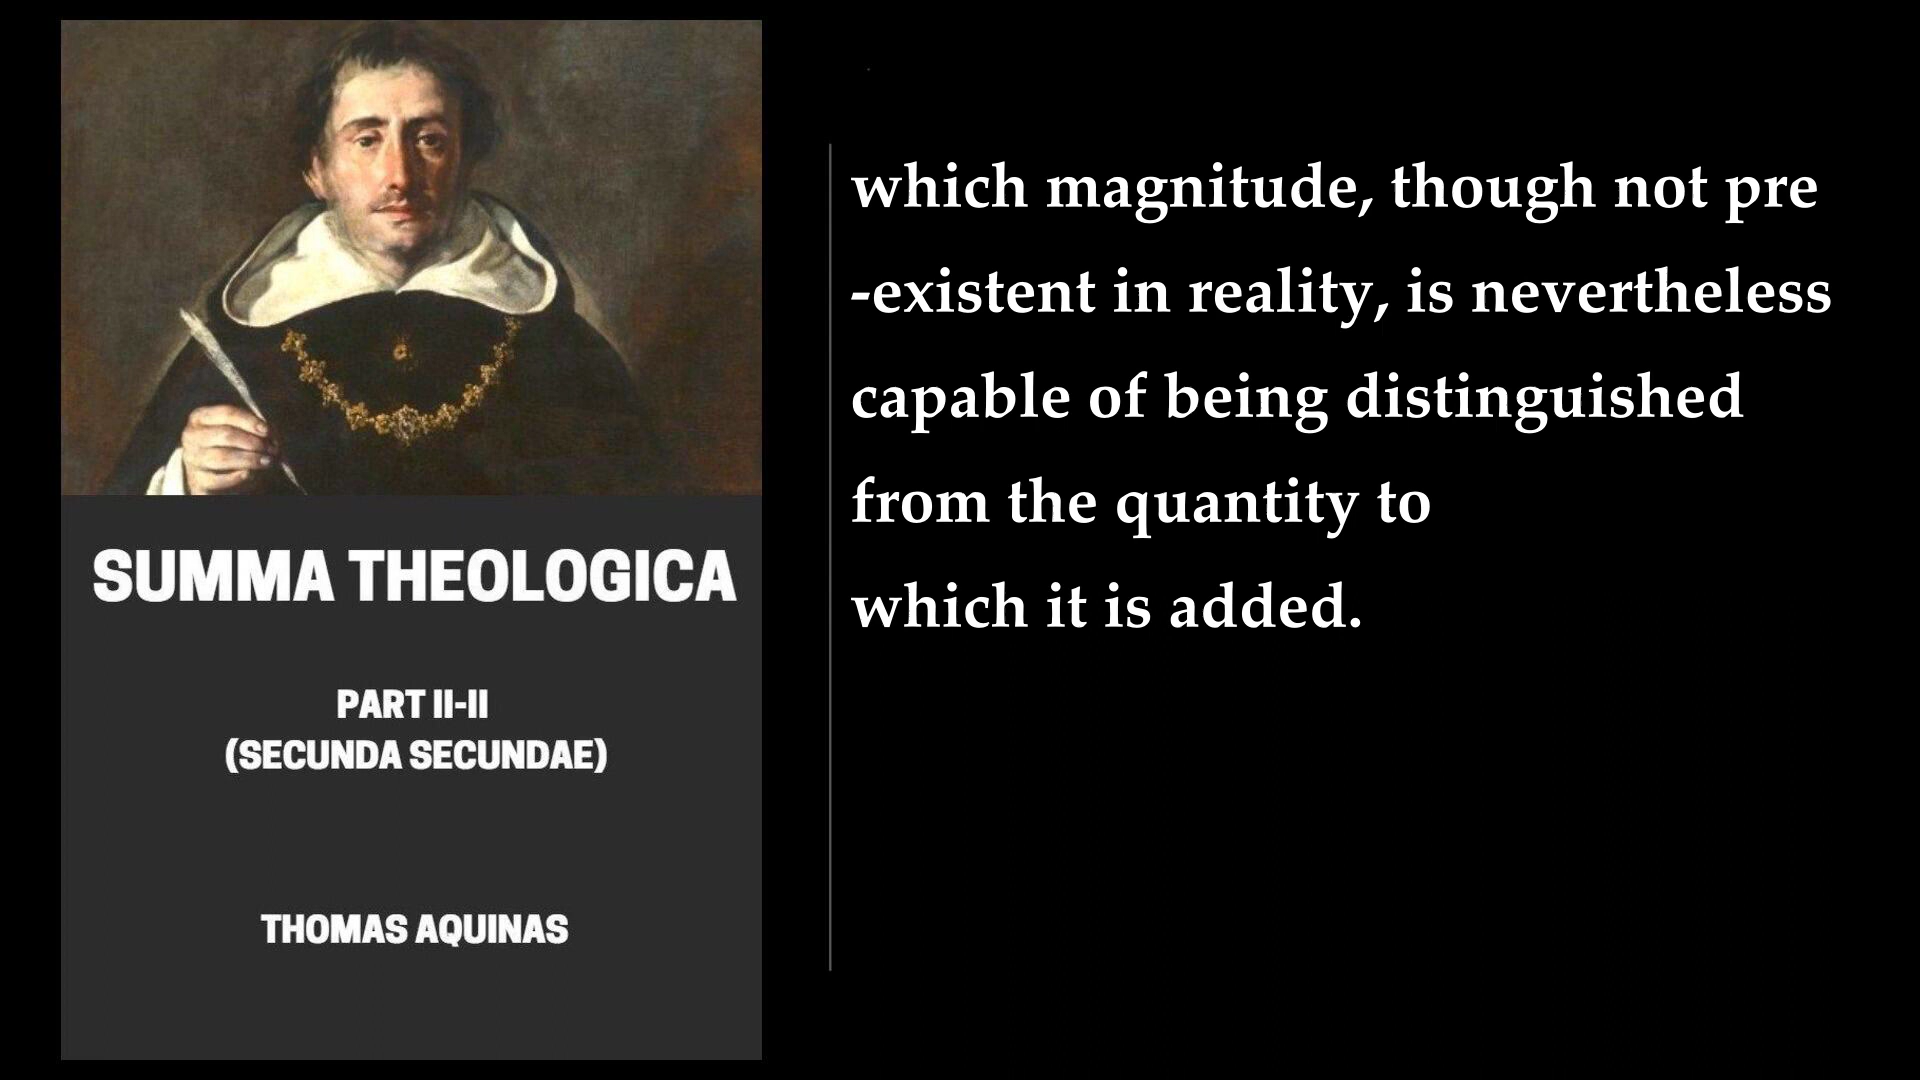 SUMMA THEOLOGICA
PART II-II
(SECUNDA SECUNDAE)
THOMAS AQUINAS
which magnitude, though not pre
-existent in reality, is nevertheless
capable of being distinguished
from the quantity to
which it is added.